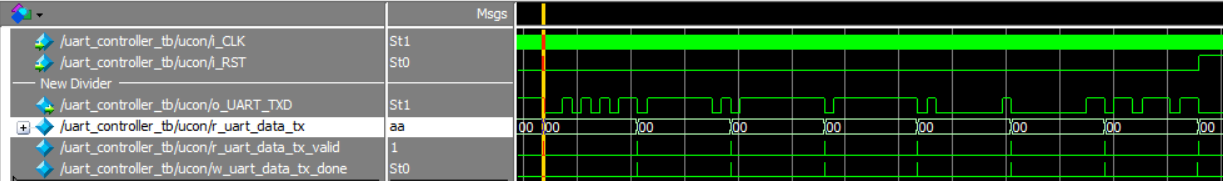 Msgs
/uart_controller_tb/ucon/i_CLK St1
/uart_controller_tb/ucon/i_RST St0
New Divider
/uart_controller_tb/ucon/o_UART_TXD St1
/uart_controller_tb/ucon/r_uart_data_tx aa 00 00 00 00 00 00 00 00 00
/uart_controller_tb/ucon/r_uart_data_tx_valid 1
/uart_controller_tb/ucon/w_uart_data_tx_done St0